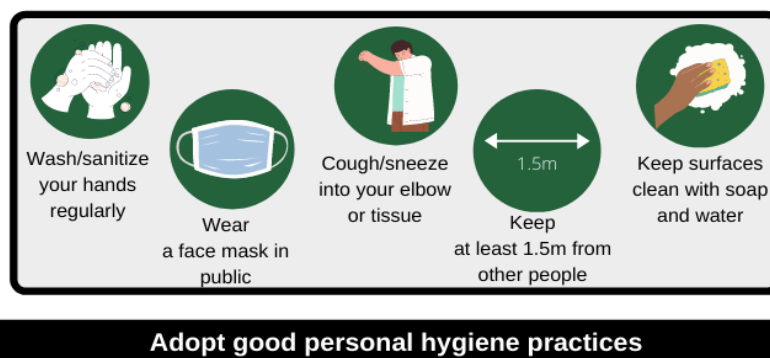 Wash/sanitize
your hands
regularly
Wear
a face mask in
public
Cough/sneeze
into your elbow
or tissue
1.5m
Keep
at least 1.5m from
other people
Keep surfaces
clean with soap
and water
Adopt good personal hygiene practices